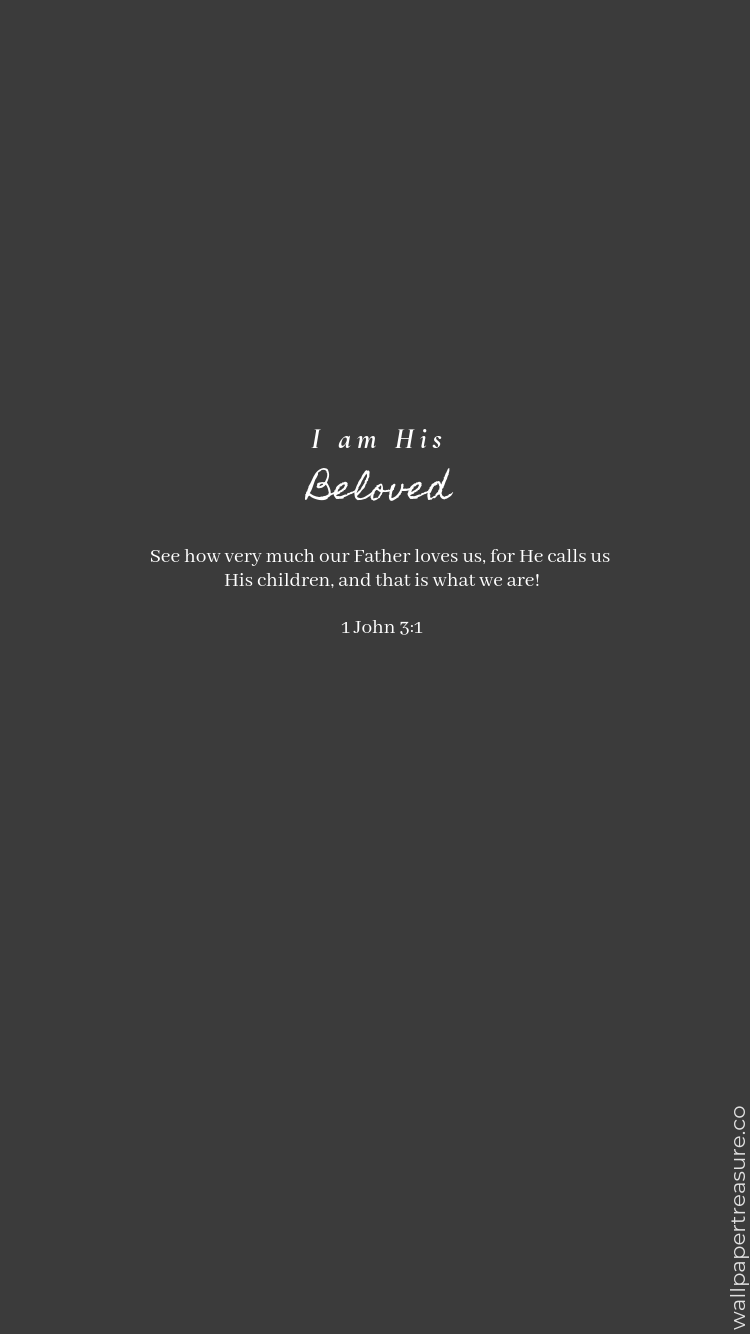 I am His
Beloved
See how very much our Father loves us, for He calls us
His children, and that is what we are!
1 John 3:1
wallpapertreasure.co